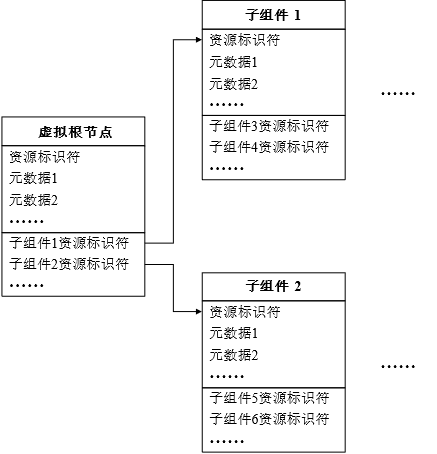 子组件 1
资源标识符
元数据1
元数据2
……
子组件3资源标识符
子组件4资源标识符
……
……
虚拟根节点
资源标识符
元数据1
元数据2
……
子组件1资源标识符
子组件2资源标识符
……
子组件 2
资源标识符
元数据1
元数据2
……
子组件5资源标识符
子组件6资源标识符
……
……